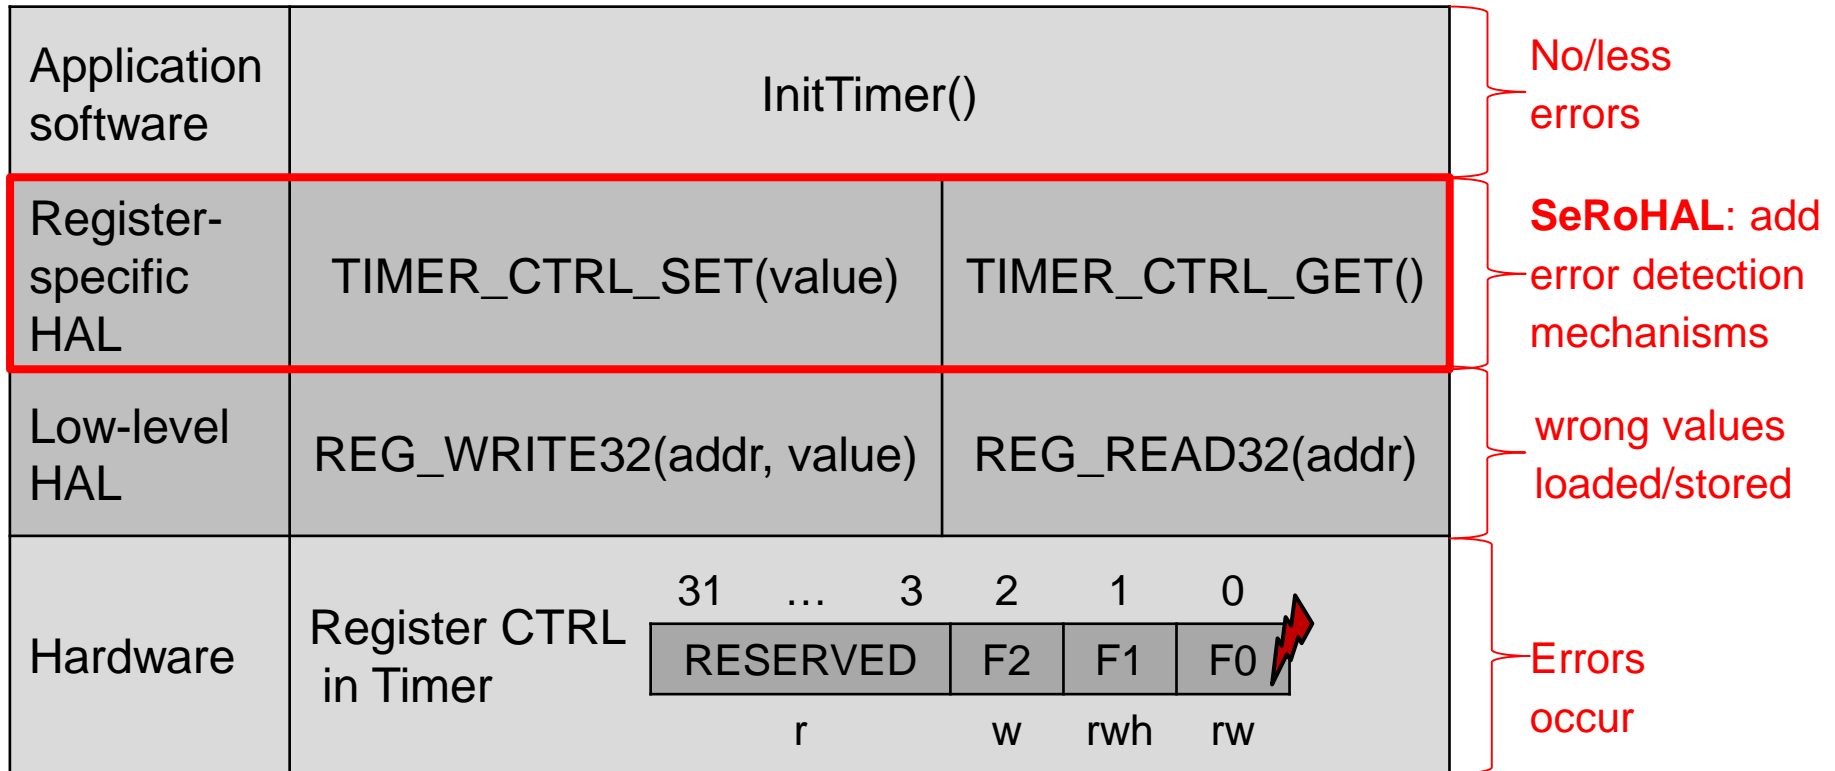 Application
software
InitTimer()
No/less
errors
Register-
specific
HAL
TIMER_CTRL_SET(value)
TIMER_CTRL_GET()
SeRoHAL: add
error detection
mechanisms
Low-level
HAL
REG_WRITE32(addr, value)
REG_READ32(addr)
wrong values
loaded/stored
Hardware
Register CTRL
in Timer
31 ... 3 2 1 0
RESERVED F2 F1 F0
r w rwh rw
Errors
occur